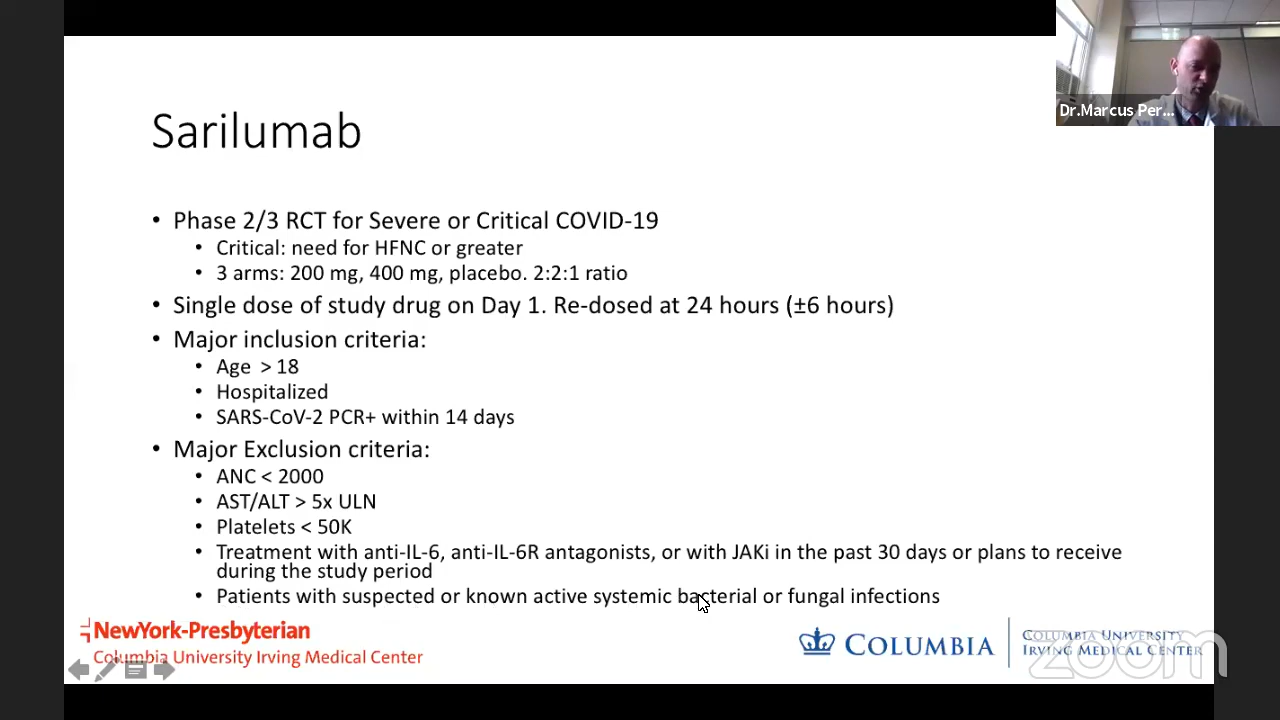 Dr.Marcus Per...
Sarilumab
• Phase 2/3 RCT for Severe or Critical COVID-19
• Critical: need for HFNC or greater
• 3 arms: 200 mg, 400 mg, placebo. 2:2:1 ratio
• Single dose of study drug on Day 1. Re-dosed at 24 hours (±6 hours)
• Major inclusion criteria:
• Age > 18
• Hospitalized
• SARS-CoV-2 PCR+ within 14 days
• Major Exclusion criteria:
• ANC < 2000
• AST/ALT > 5x ULN
• Platelets < 50K
• Treatment with anti-IL-6, anti-IL-6R antagonists, or with JAKi in the past 30 days or plans to receive
during the study period
• Patients with suspected or known active systemic bacterial or fungal infections
NewYork-Presbyterian
Columbia University Irving Medical Center
COLUMBIA
COLUMBIA UNIVERSITY
IRVING MEDICAL CENTER
zoom